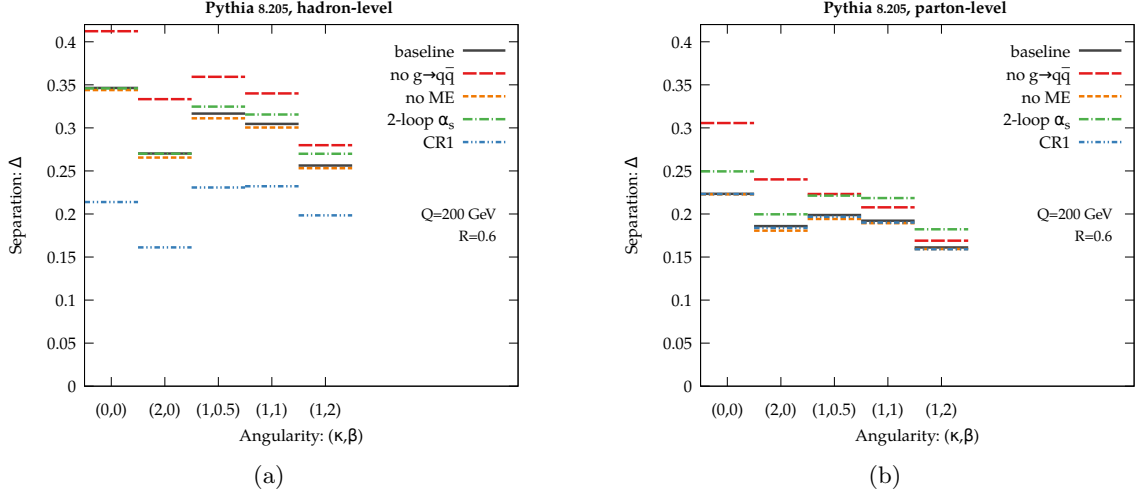 Pythia 8.205, hadron-level
Separation: Δ
0.4
0.35
0.3
0.25
0.2
0.15
0.1
0.05
0
baseline
no g→qq̅
no ME
2-loop αs
CR1
Q=200 GeV
R=0.6
(0,0) (2,0) (1,0.5) (1,1) (1,2)
Angularity: (κ,β)
(a)
Pythia 8.205, parton-level
Separation: Δ
0.4
0.35
0.3
0.25
0.2
0.15
0.1
0.05
0
baseline
no g→qq̅
no ME
2-loop αs
CR1
Q=200 GeV
R=0.6
(0,0) (2,0) (1,0.5) (1,1) (1,2)
Angularity: (κ,β)
(b)